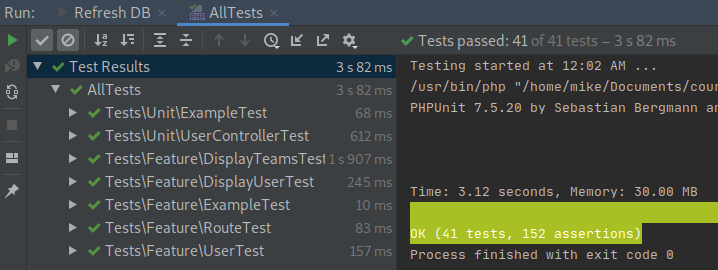 Run: Refresh DB AllTests
Tests passed: 41 of 41 tests – 3 s 82 ms
Test Results 3 s 82 ms
AllTests 3 s 82 ms
Tests\Unit\ExampleTest 68 ms
Tests\Unit\UserControllerTest 612 ms
Tests\Feature\DisplayTeamsTest 1 s 907 ms
Tests\Feature\DisplayUserTest 245 ms
Tests\Feature\ExampleTest 10 ms
Tests\Feature\RouteTest 83 ms
Tests\Feature\UserTest 157 ms
Testing started at 12:02 AM ...
/usr/bin/php "/home/mike/Documents/cour
PHPUnit 7.5.20 by Sebastian Bergmann an
Time: 3.12 seconds, Memory: 30.00 MB
OK (41 tests, 152 assertions)
Process finished with exit code 0